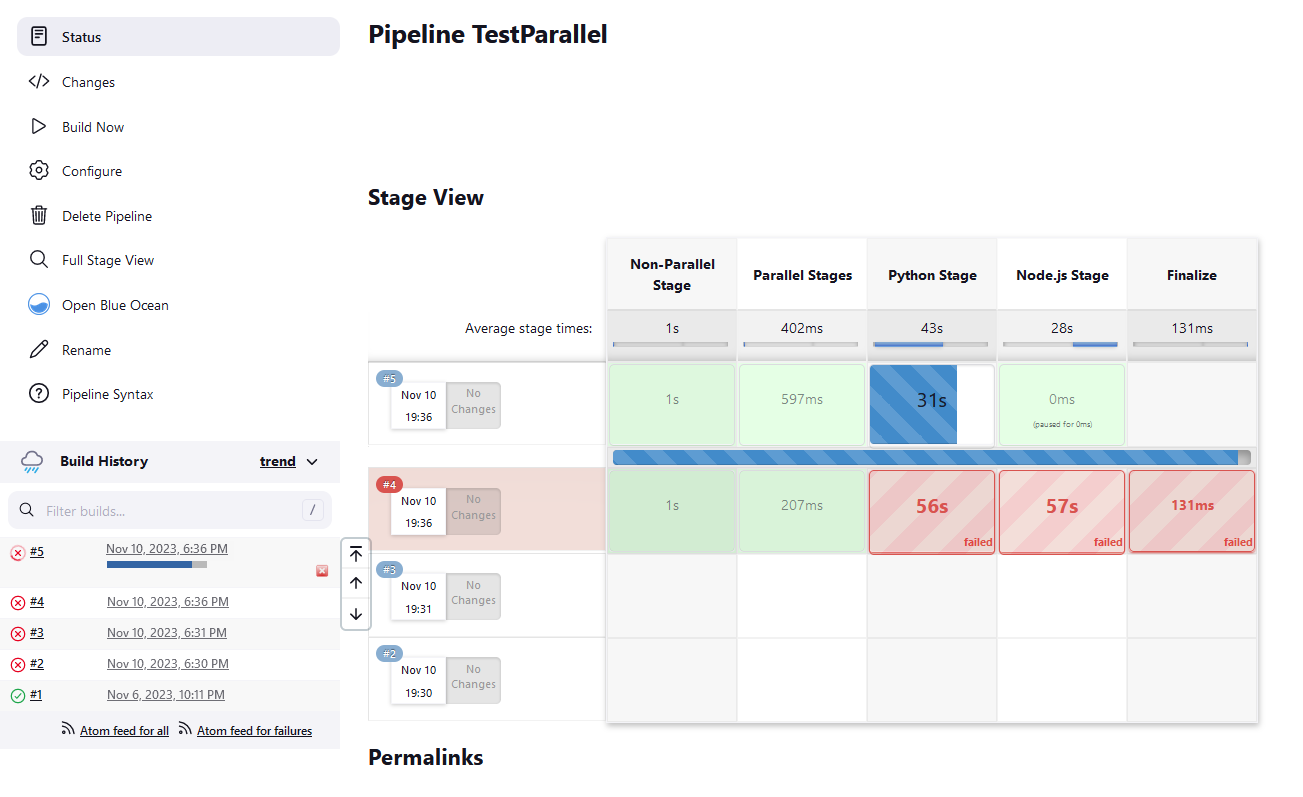 Status
Changes
Build Now
Configure
Delete Pipeline
Full Stage View
Open Blue Ocean
Rename
Pipeline Syntax
Build History
trend
Filter builds...
/
#5
Nov 10, 2023, 6:36 PM
#4
Nov 10, 2023, 6:36 PM
#3
Nov 10, 2023, 6:31 PM
#2
Nov 10, 2023, 6:30 PM
#1
Nov 6, 2023, 10:11 PM
Atom feed for all
Atom feed for failures
Pipeline TestParallel
Stage View
Non-Parallel
Stage
Parallel Stages
Python Stage
Node.js Stage
Finalize
Average stage times:
1s
402ms
43s
28s
131ms
#5
Nov 10
19:36
No
Changes
1s
597ms
31s
0ms
(paused for 0ms)
#4
Nov 10
19:36
No
Changes
1s
207ms
56s
failed
57s
failed
131ms
failed
#3
Nov 10
19:31
No
Changes
#2
Nov 10
19:30
No
Changes
Permalinks